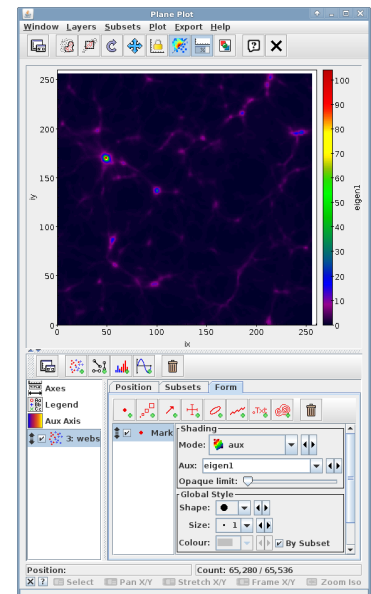 Plane Plot
Window Layers Subsets Plot Export Help
250
200
150
100
50
0
iy
0 50 100 150 200 250
ix
100
90
80
70
60
50
40
30
20
10
0
eigen1
Axes
Legend
Aux Axis
3: webs
Position Subsets Form
Mark
Shading
Mode: aux
Aux: eigen1
Opaque limit:
Global Style
Shape:
Size: 1
Colour: By Subset
Position: Count: 65,280 / 65,536
Select Pan X/Y Stretch X/Y Frame X/Y Zoom Iso